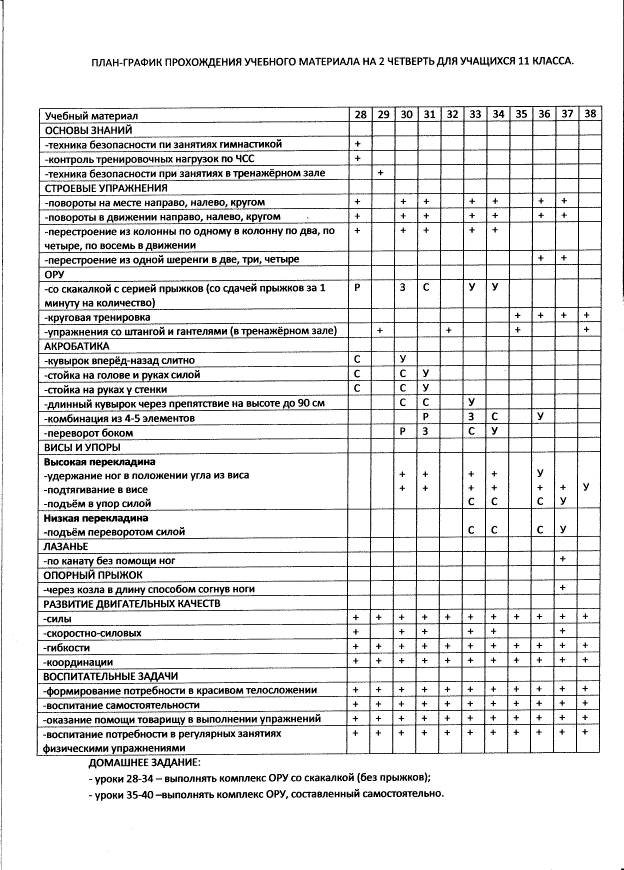 ПЛАН-ГРАФИК ПРОХОЖДЕНИЯ УЧЕБНОГО МАТЕРИАЛА НА 2 ЧЕТВЕРТЬ ДЛЯ УЧАЩИХСЯ 11 КЛАССА.
Учебный материал 28 29 30 31 32 33 34 35 36 37 38
ОСНОВЫ ЗНАНИЙ
-техника безопасности пи занятиях гимнастикой +
-контроль тренировочных нагрузок по ЧСС +
-техника безопасности при занятиях в тренажёрном зале +
СТРОЕВЫЕ УПРАЖНЕНИЯ
-повороты на месте направо, налево, кругом + + + + + + +
-повороты в движении направо, налево, кругом + + + + + + +
-перестроение из колонны по одному в колонну по два, по + + + + +
четыре, по восемь в движении
-перестроение из одной шеренги в две, три, четыре + +
ОРУ
-со скакалкой с серией прыжков (со сдачей прыжков за 1 Р З С У У
минуту на количество)
-круговая тренировка + + + +
-упражнения со штангой и гантелями (в тренажёрном зале) + + + +
АКРОБАТИКА
-кувырок вперёд-назад слитно С У
-стойка на голове и руках силой С С У
-стойка на руках у стенки С С У
-длинный кувырок через препятствие на высоте до 90 см С С У
-комбинация из 4-5 элементов Р З С У
-переворот боком Р З С У
ВИСЫ И УПОРЫ
Высокая перекладина
-удержание ног в положении угла из виса + + + + У
-подтягивание в висе + + + + + + У
-подъём в упор силой С С С У
Низкая перекладина
-подъём переворотом силой С С С У
ЛАЗАНЬЕ
-по канату без помощи ног +
ОПОРНЫЙ ПРЫЖОК
-через козла в длину способом согнув ноги +
РАЗВИТИЕ ДВИГАТЕЛЬНЫХ КАЧЕСТВ
-силы + + + + + + + + + + +
-скоростно-силовых + + + + + +
-гибкости + + + + + + + + + + +
-координации + + + + + + + + + + +
ВОСПИТАТЕЛЬНЫЕ ЗАДАЧИ
-формирование потребности в красивом телосложении + + + + + + + + + + +
-воспитание самостоятельности + + + + + + + + + + +
-оказание помощи товарищу в выполнении упражнений + + + + + + + + + + +
-воспитание потребности в регулярных занятиях + + + + + + + + + + +
физическими упражнениями
ДОМАШНЕЕ ЗАДАНИЕ:
- уроки 28-34 – выполнять комплекс ОРУ со скакалкой (без прыжков);
- уроки 35-40 –выполнять комплекс ОРУ, составленный самостоятельно.